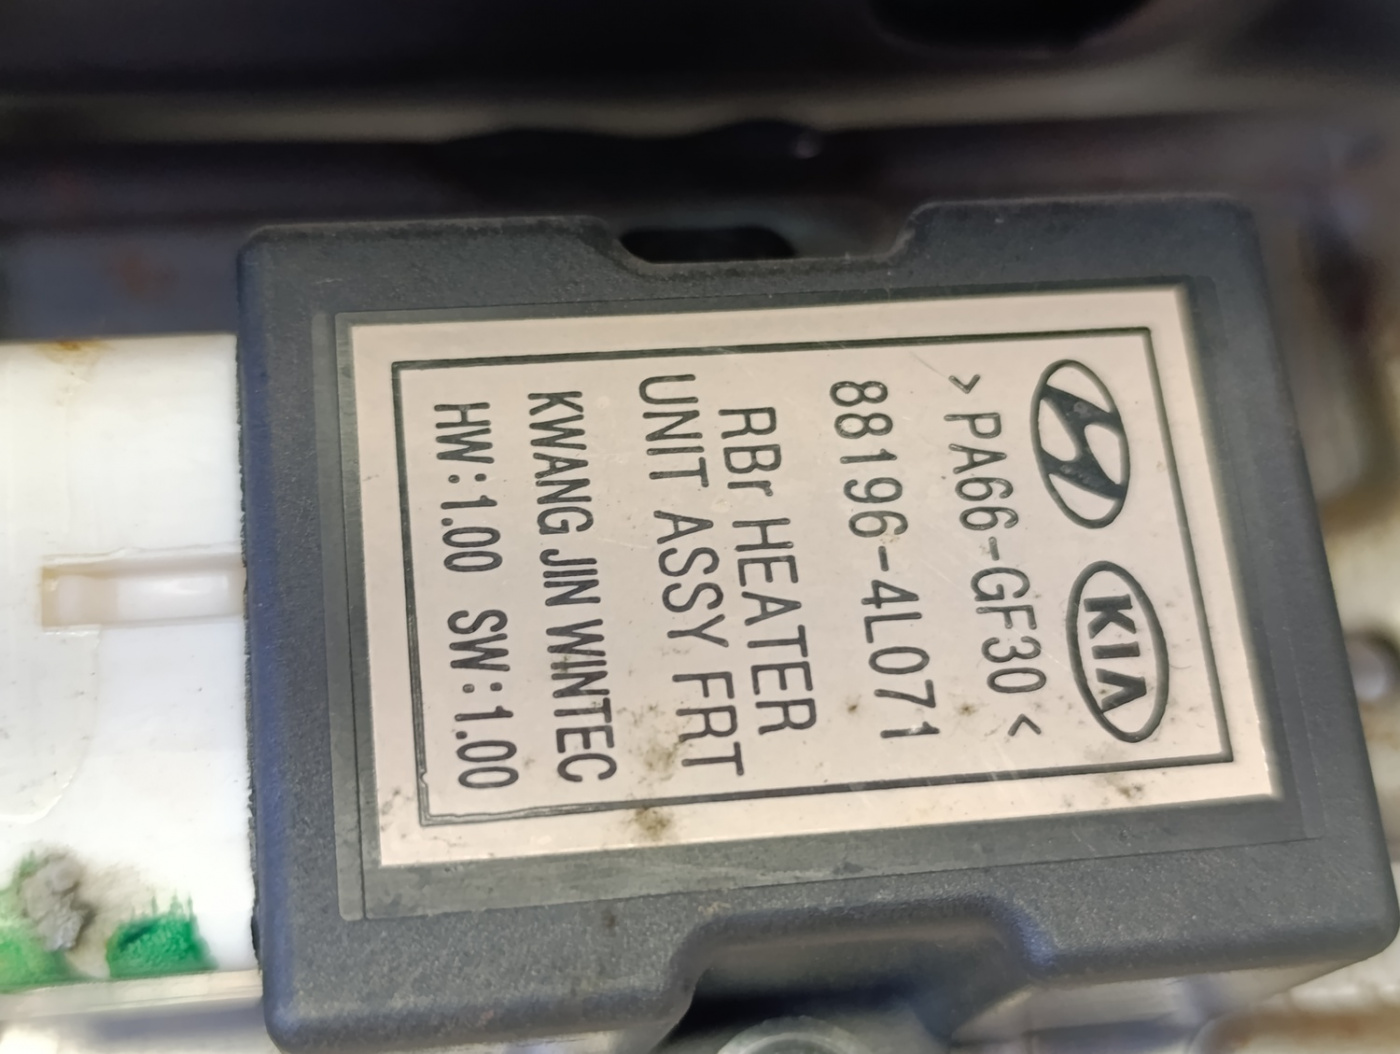 KIA
>PA66-GF30<
88196-4L071
RBr HEATER
UNIT ASSY FRT
KWANG JIN WINTEC
HW:1.00 SW:1.00